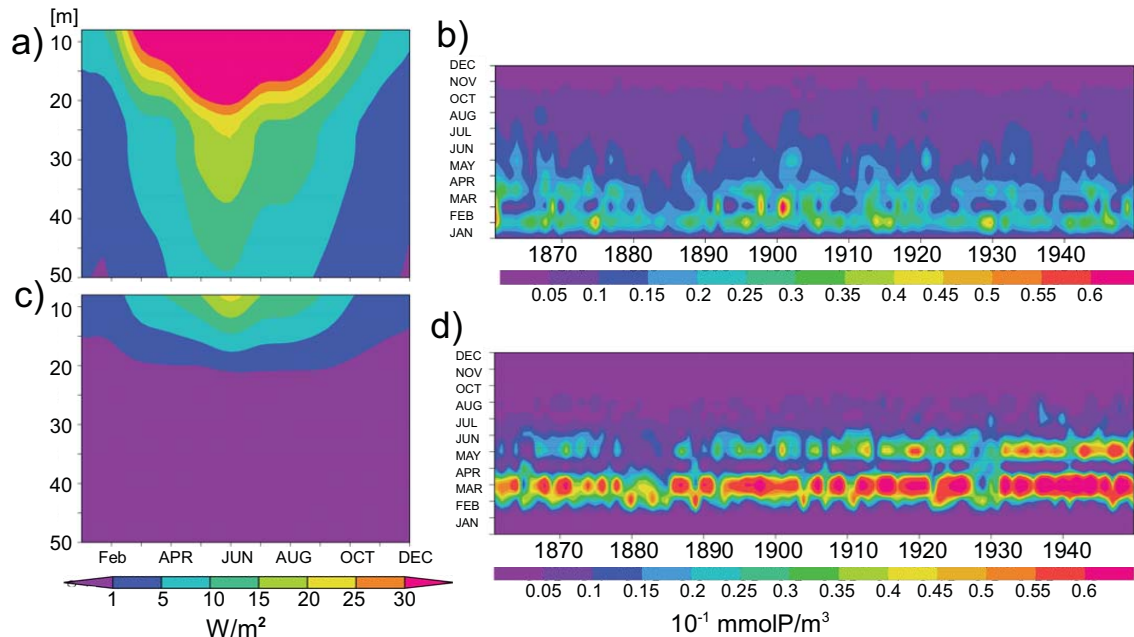 [m]
a)
10
20
30
40
50
b)
DEC
NOV
OCT
AUG
JUL
JUN
MAY
APR
MAR
FEB
JAN
1870 1880 1890 1900 1910 1920 1930 1940
0.05 0.1 0.15 0.2 0.25 0.3 0.35 0.4 0.45 0.5 0.55 0.6
c)
10
20
30
40
50
Feb APR JUN AUG OCT DEC
1 5 10 15 20 25 30
W/m²
d)
DEC
NOV
OCT
AUG
JUL
JUN
MAY
APR
MAR
FEB
JAN
1870 1880 1890 1900 1910 1920 1930 1940
0.05 0.1 0.15 0.2 0.25 0.3 0.35 0.4 0.45 0.5 0.55 0.6
10⁻¹ mmolP/m³